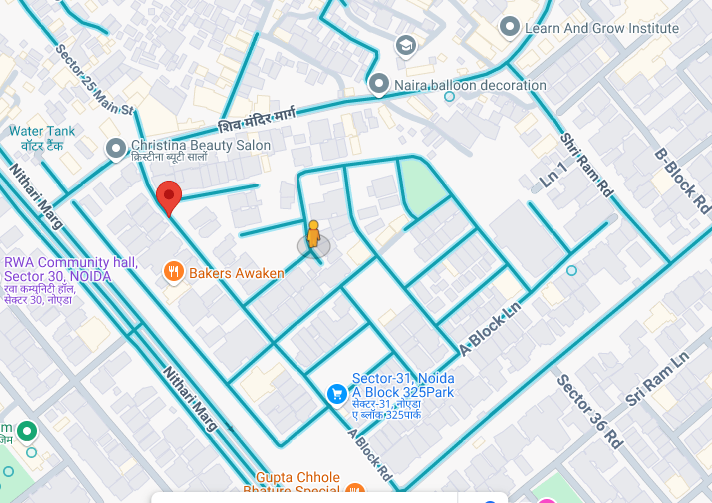 Learn And Grow Institute
Sector 25 Main St
Naira balloon decoration
शिव मंदिर मार्ग
Water Tank
वॉटर टैंक
Christina Beauty Salon
क्रिस्टीना ब्यूटी सालों
Shri Ram Rd
Ln 1
B-Block Rd
Nithari Marg
RWA Community hall,
Sector 30, NOIDA
रवा कम्युनिटी हॉल,
सेक्टर 30, नोएडा
Bakers Awaken
A Block Ln
Sri Ram Ln
Sector 36 Rd
Nithari Marg
Sector-31, Noida
A Block 325Park
सेक्टर-31, नोएडा
ए ब्लॉक 325पार्क
A Block Rd
m
जिम
Gupta Chhole
Bhature Special